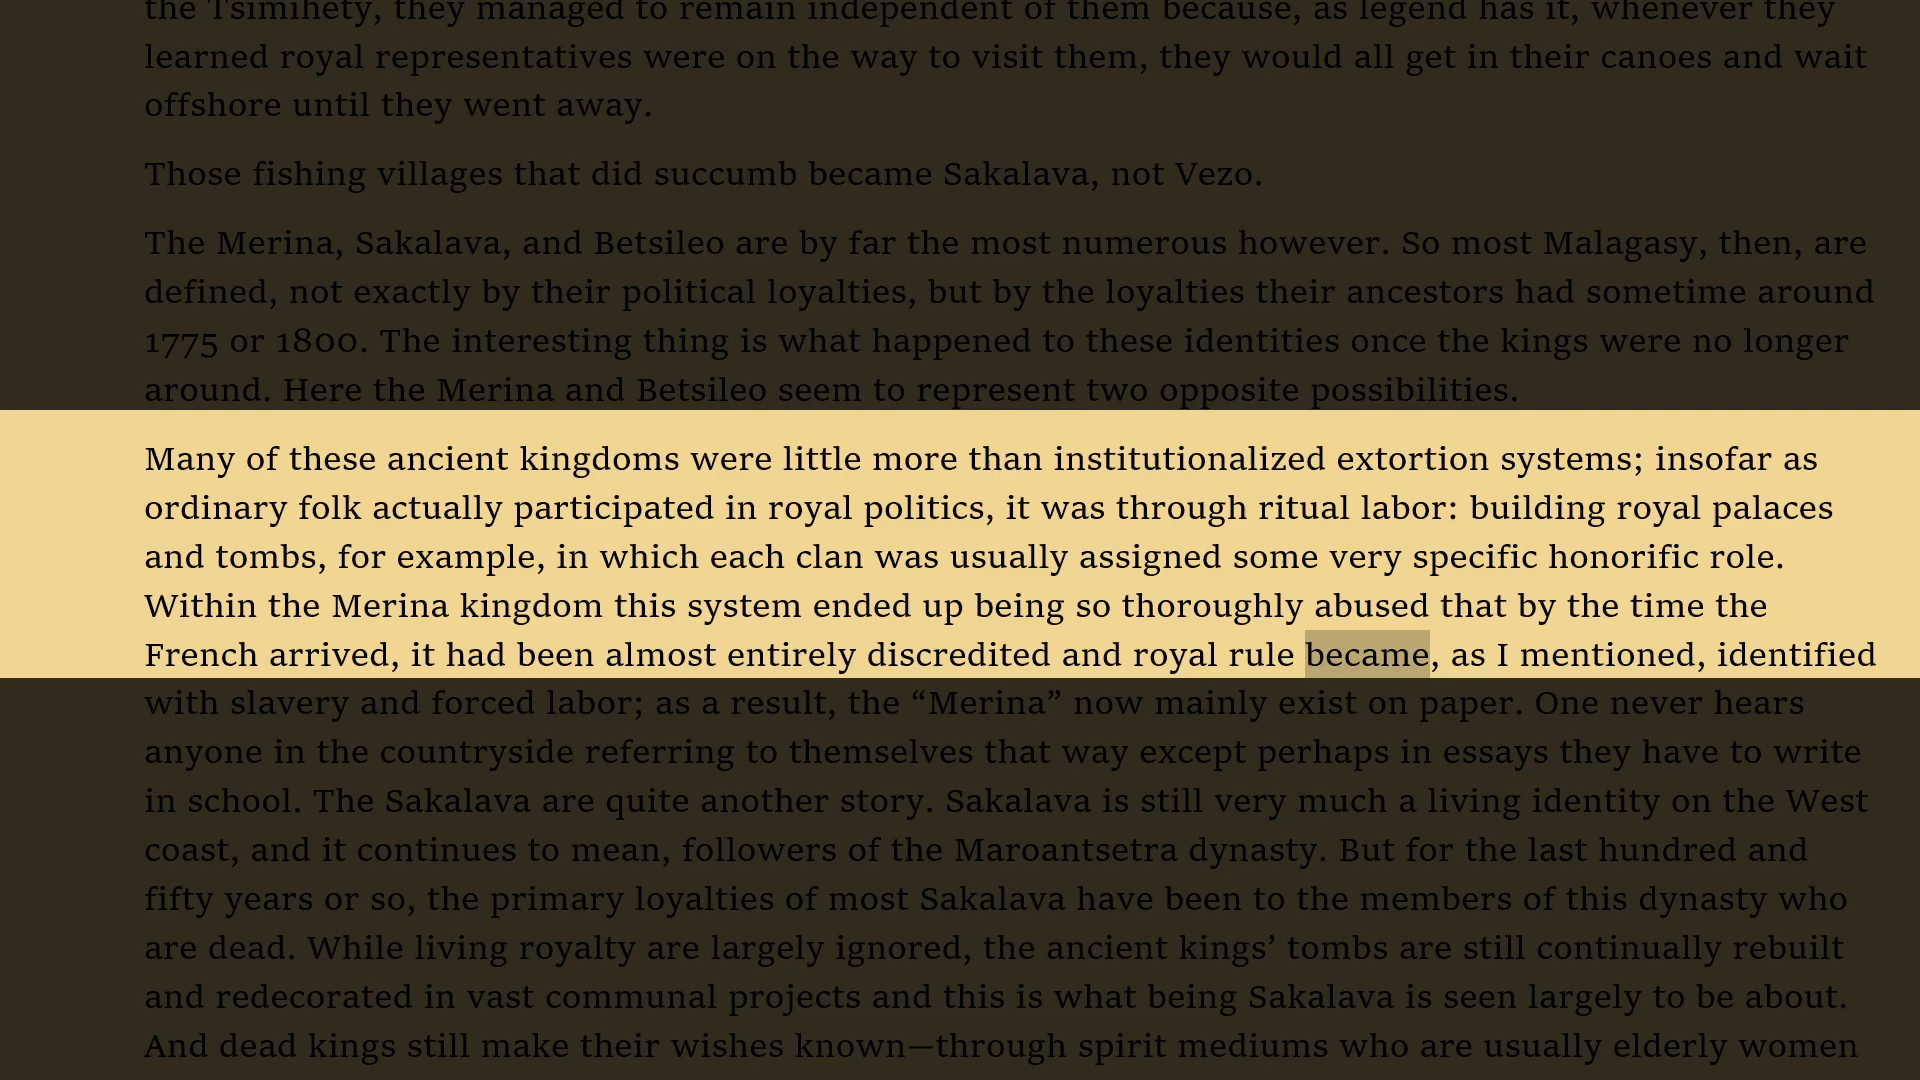 the Tsimihety, they managed to remain independent of them because, as legend has it, whenever they
learned royal representatives were on the way to visit them, they would all get in their canoes and wait
offshore until they went away.
Those fishing villages that did succumb became Sakalava, not Vezo.
The Merina, Sakalava, and Betsileo are by far the most numerous however. So most Malagasy, then, are
defined, not exactly by their political loyalties, but by the loyalties their ancestors had sometime around
1775 or 1800. The interesting thing is what happened to these identities once the kings were no longer
around. Here the Merina and Betsileo seem to represent two opposite possibilities.
Many of these ancient kingdoms were little more than institutionalized extortion systems; insofar as
ordinary folk actually participated in royal politics, it was through ritual labor: building royal palaces
and tombs, for example, in which each clan was usually assigned some very specific honorific role.
Within the Merina kingdom this system ended up being so thoroughly abused that by the time the
French arrived, it had been almost entirely discredited and royal rule became, as I mentioned, identified
with slavery and forced labor; as a result, the “Merina” now mainly exist on paper. One never hears
anyone in the countryside referring to themselves that way except perhaps in essays they have to write
in school. The Sakalava are quite another story. Sakalava is still very much a living identity on the West
coast, and it continues to mean, followers of the Maroantsetra dynasty. But for the last hundred and
fifty years or so, the primary loyalties of most Sakalava have been to the members of this dynasty who
are dead. While living royalty are largely ignored, the ancient kings’ tombs are still continually rebuilt
and redecorated in vast communal projects and this is what being Sakalava is seen largely to be about.
And dead kings still make their wishes known—through spirit mediums who are usually elderly women